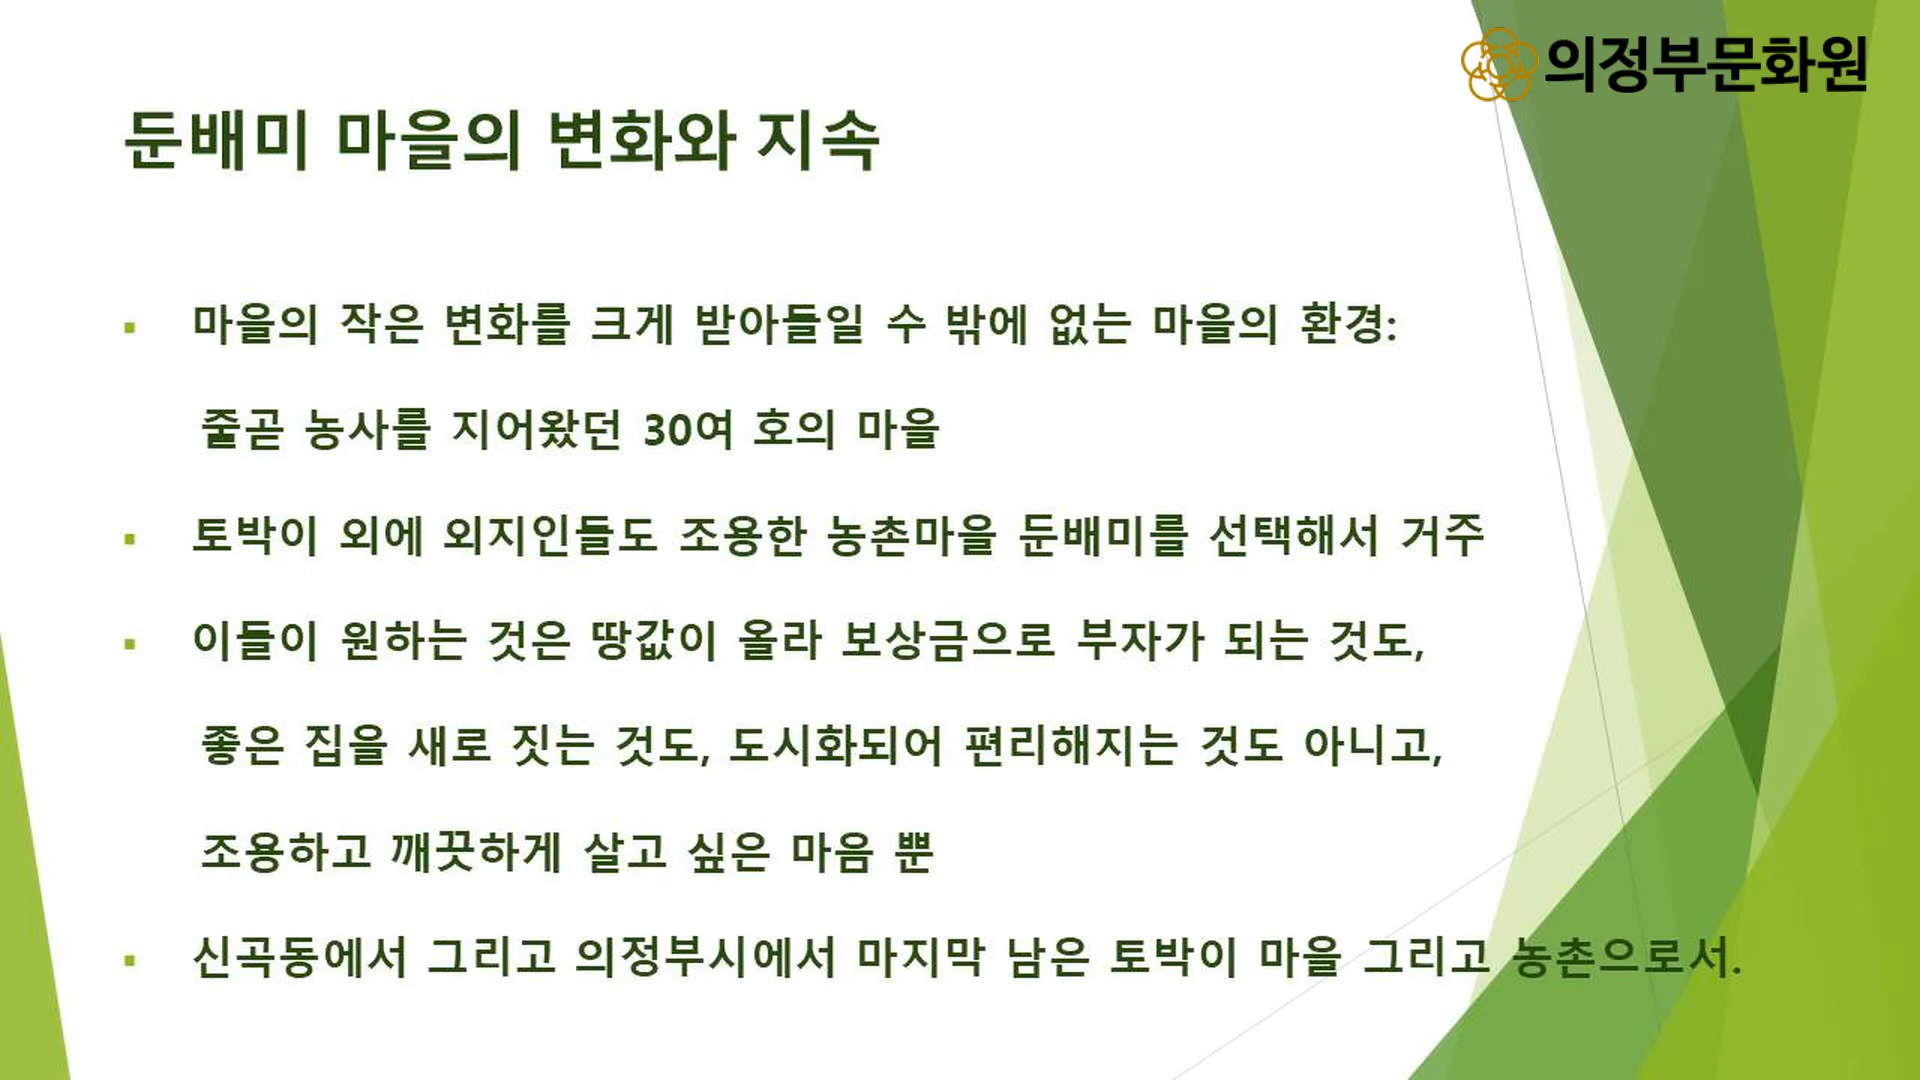 의정부문화원
둔배미 마을의 변화와 지속
▪ 마을의 작은 변화를 크게 받아들일 수 밖에 없는 마을의 환경:
줄곧 농사를 지어왔던 30여 호의 마을
▪ 토박이 외에 외지인들도 조용한 농촌마을 둔배미를 선택해서 거주
▪ 이들이 원하는 것은 땅값이 올라 보상금으로 부자가 되는 것도,
좋은 집을 새로 짓는 것도, 도시화되어 편리해지는 것도 아니고,
조용하고 깨끗하게 살고 싶은 마음 뿐
▪ 신곡동에서 그리고 의정부시에서 마지막 남은 토박이 마을 그리고 농촌으로서.